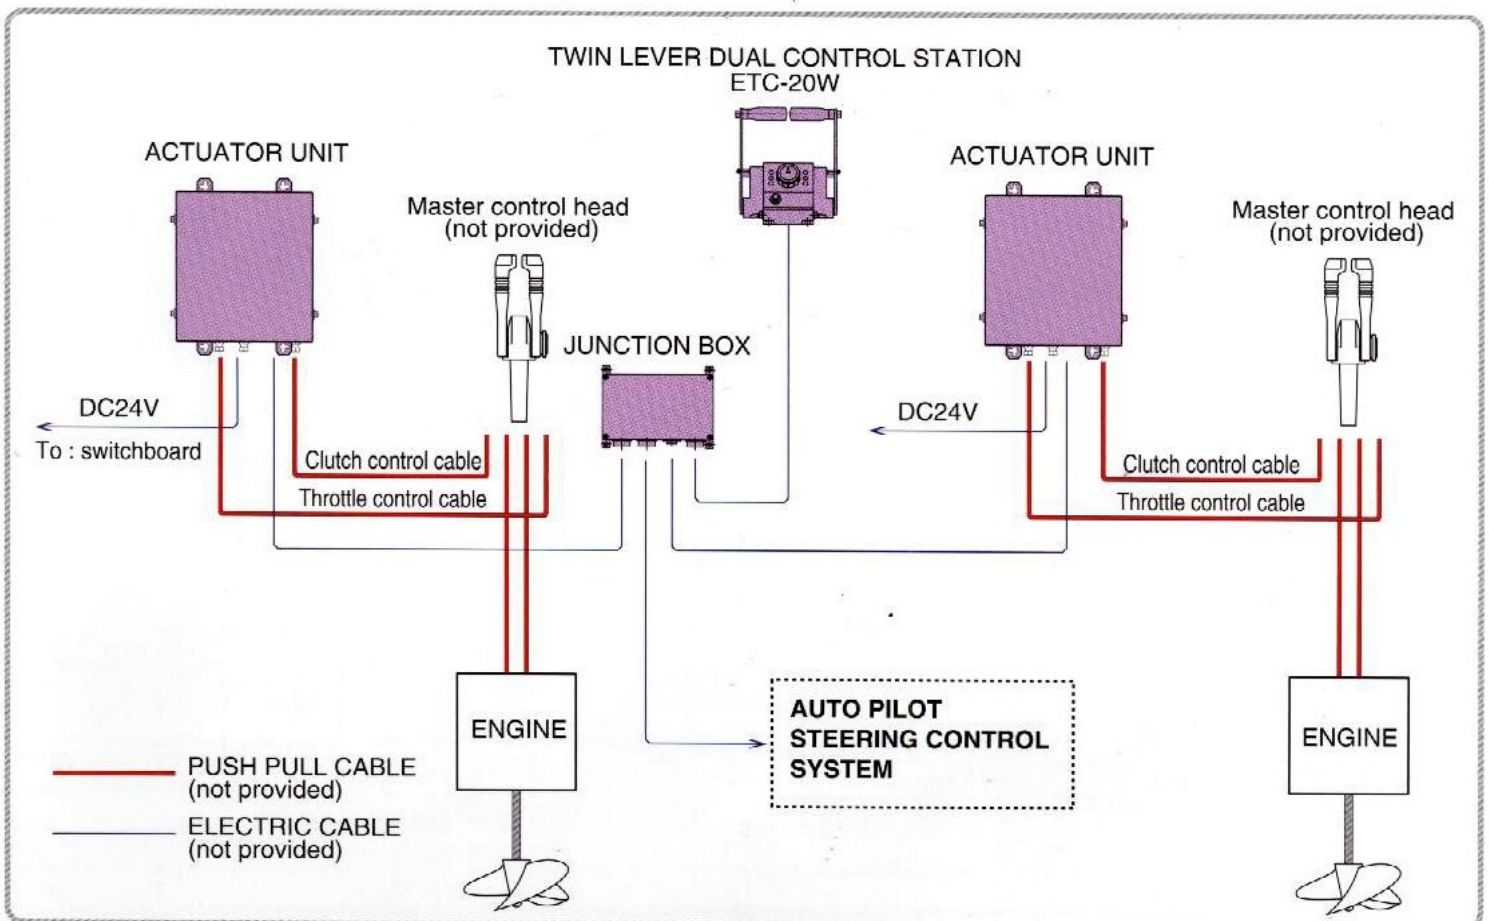 TWIN LEVER DUAL CONTROL STATION
ETC-20W
ACTUATOR UNIT
ACTUATOR UNIT
Master control head
(not provided)
Master control head
(not provided)
JUNCTION BOX
DC24V
To : switchboard
DC24V
Clutch control cable
Throttle control cable
Clutch control cable
Throttle control cable
ENGINE
ENGINE
AUTO PILOT
STEERING CONTROL
SYSTEM
PUSH PULL CABLE
(not provided)
ELECTRIC CABLE
(not provided)